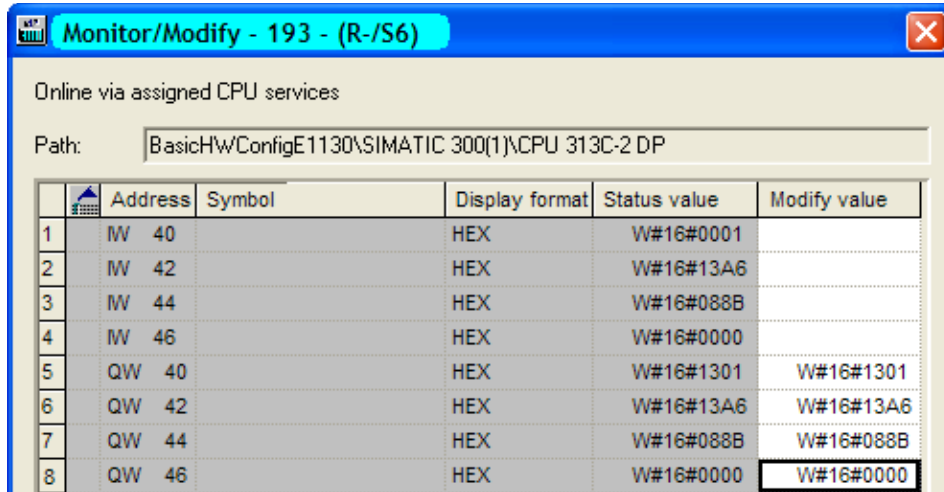 Monitor/Modify - 193 - (R-/S6)
Online via assigned CPU services
Path: BasicHWConfigE1130\SIMATIC 300(1)\CPU 313C-2 DP
Address Symbol Display format Status value Modify value
1 IW 40 HEX W#16#0001
2 IW 42 HEX W#16#13A6
3 IW 44 HEX W#16#088B
4 IW 46 HEX W#16#0000
5 QW 40 HEX W#16#1301 W#16#1301
6 QW 42 HEX W#16#13A6 W#16#13A6
7 QW 44 HEX W#16#088B W#16#088B
8 QW 46 HEX W#16#0000 W#16#0000